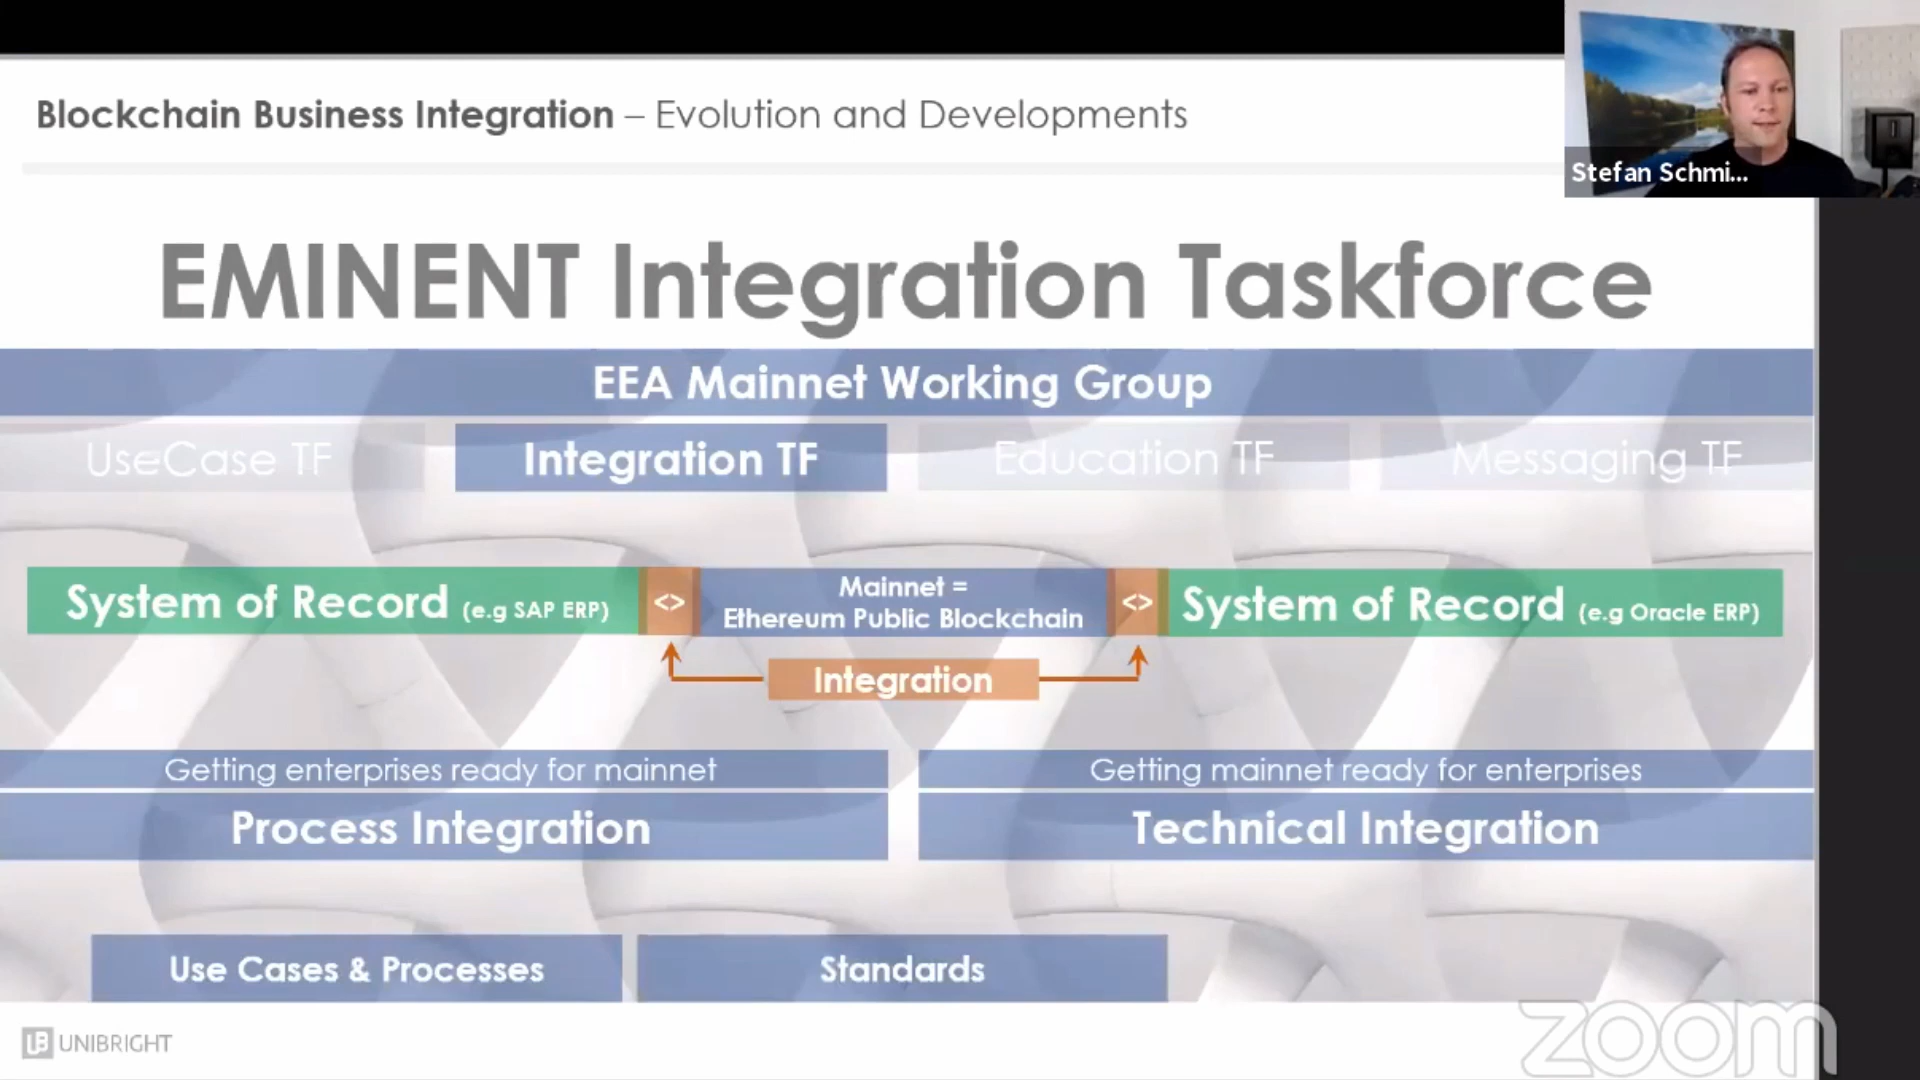 Blockchain Business Integration – Evolution and Developments
Stefan Schmi...
EMINENT Integration Taskforce
EEA Mainnet Working Group
UseCase TF
Integration TF
Education TF
Messaging TF
System of Record (e.g SAP ERP)
<>
Mainnet =
Ethereum Public Blockchain
<>
System of Record (e.g Oracle ERP)
Integration
Getting enterprises ready for mainnet
Getting mainnet ready for enterprises
Process Integration
Technical Integration
Use Cases & Processes
Standards
UB UNIBRIGHT
zoom